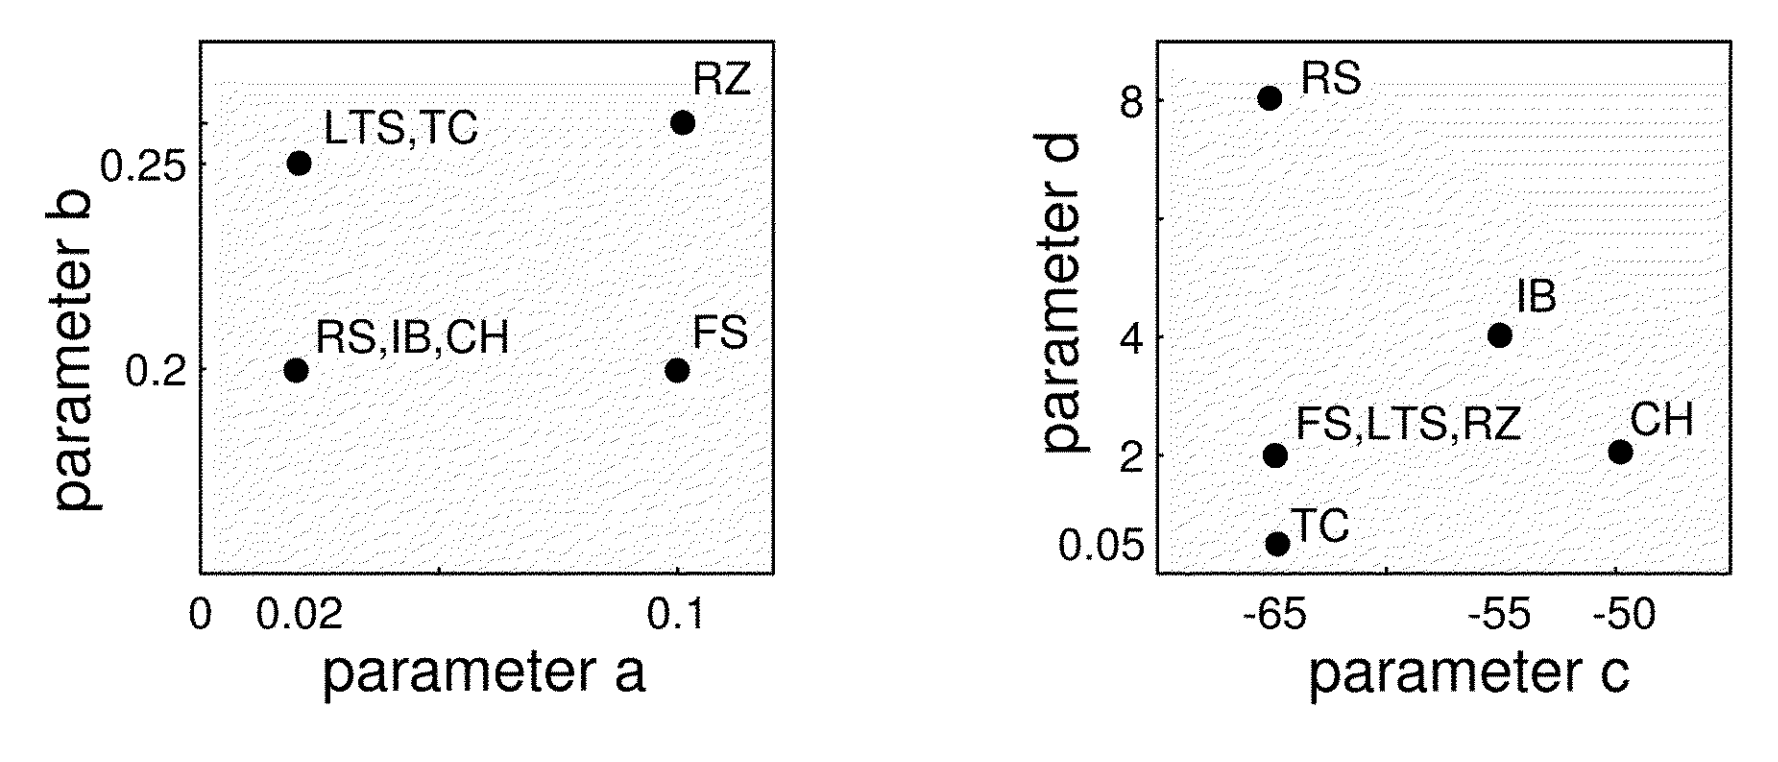 RZ
LTS,TC
0.25
RS,IB,CH
FS
0.2
parameter b
0 0.02 0.1
parameter a
RS
8
IB
4
FS,LTS,RZ
CH
2
TC
0.05
parameter d
-65 -55 -50
parameter c